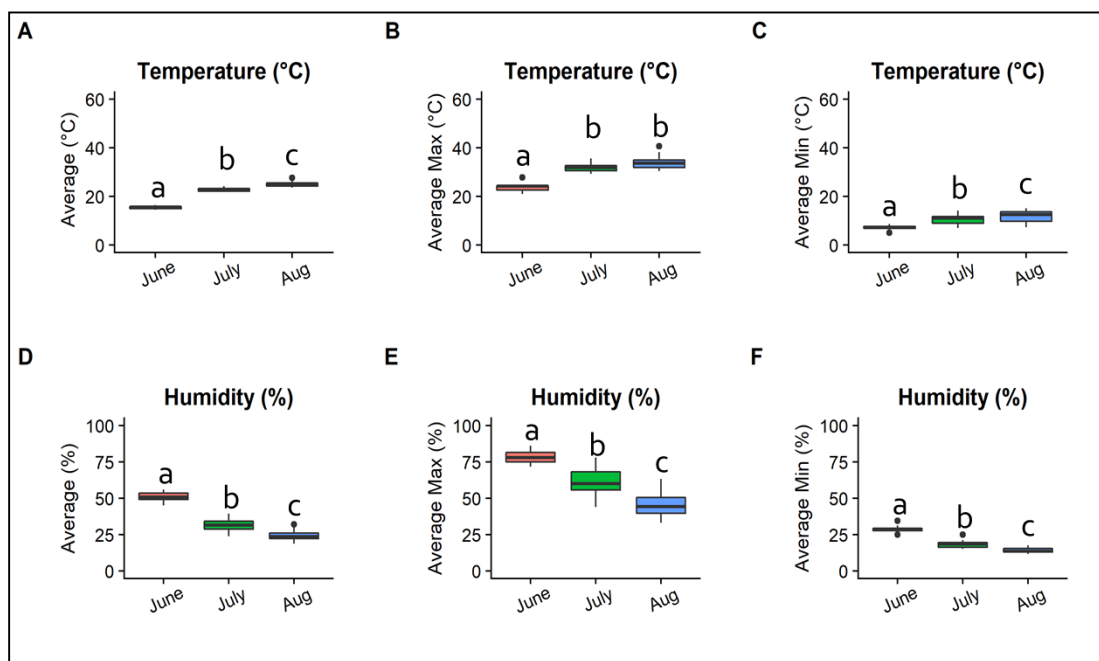 A
Temperature (°C)
Average (°C)
60
40
20
0
a
b
c
June
July
Aug
B
Temperature (°C)
Average Max (°C)
60
40
20
0
a
b
b
June
July
Aug
C
Temperature (°C)
Average Min (°C)
60
40
20
0
a
b
c
June
July
Aug
D
Humidity (%)
Average (%)
100
75
50
25
0
a
b
c
June
July
Aug
E
Humidity (%)
Average Max (%)
100
75
50
25
0
a
b
c
June
July
Aug
F
Humidity (%)
Average Min (%)
100
75
50
25
0
a
b
c
June
July
Aug